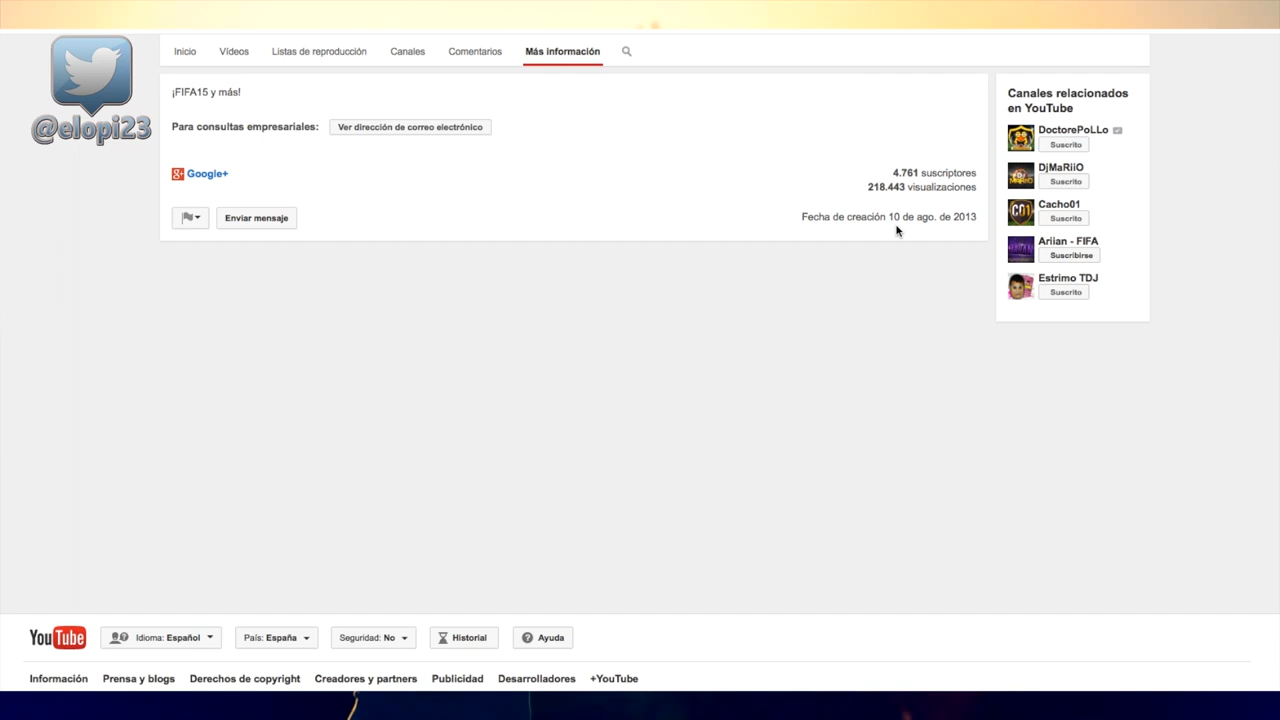 @elopi23
Inicio Vídeos Listas de reproducción Canales Comentarios Más información
¡FIFA15 y más!
Para consultas empresariales: Ver dirección de correo electrónico
Google+
4.761 suscriptores
218.443 visualizaciones
Enviar mensaje
Fecha de creación 10 de ago. de 2013
Canales relacionados
en YouTube
DoctorePoLLo
Suscrito
DjMaRiiO
Suscrito
Cacho01
Suscrito
Ariian - FIFA
Suscribirse
Estrimo TDJ
Suscrito
YouTube Idioma: Español País: España Seguridad: No Historial Ayuda
Información Prensa y blogs Derechos de copyright Creadores y partners Publicidad Desarrolladores +YouTube